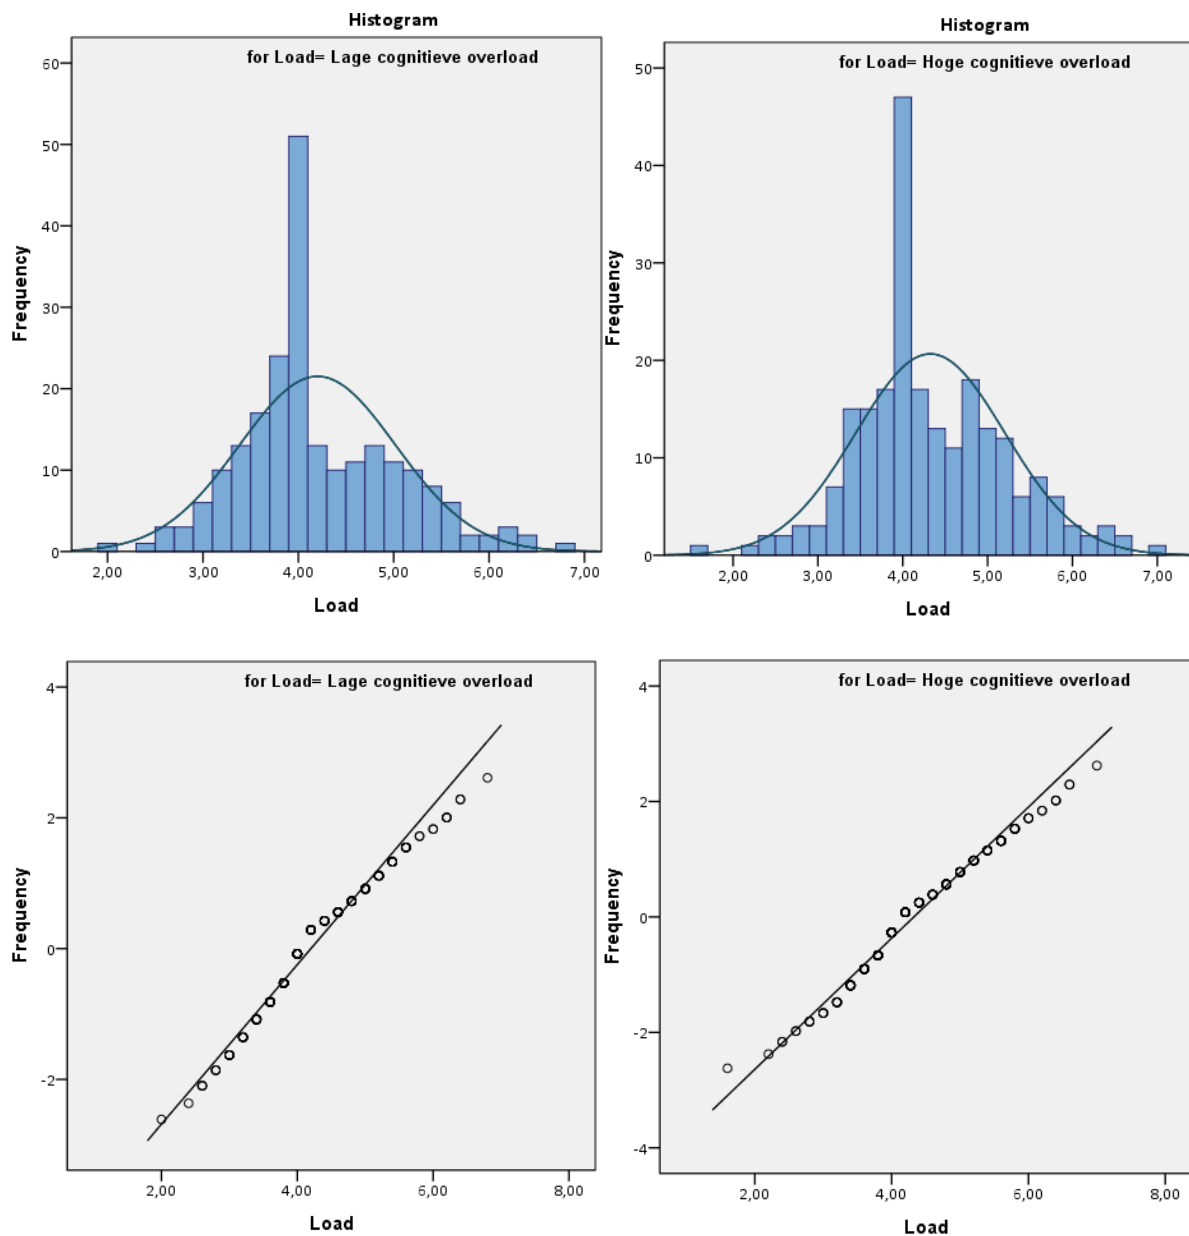 Histogram
for Load= Lage cognitieve overload
60
50
40
30
20
10
0
Frequency
2,00 3,00 4,00 5,00 6,00 7,00
Load
Histogram
for Load= Hoge cognitieve overload
50
40
30
20
10
0
Frequency
2,00 3,00 4,00 5,00 6,00 7,00
Load
for Load= Lage cognitieve overload
4
2
0
-2
Frequency
2,00 4,00 6,00 8,00
Load
for Load= Hoge cognitieve overload
4
2
0
-2
-4
Frequency
2,00 4,00 6,00 8,00
Load